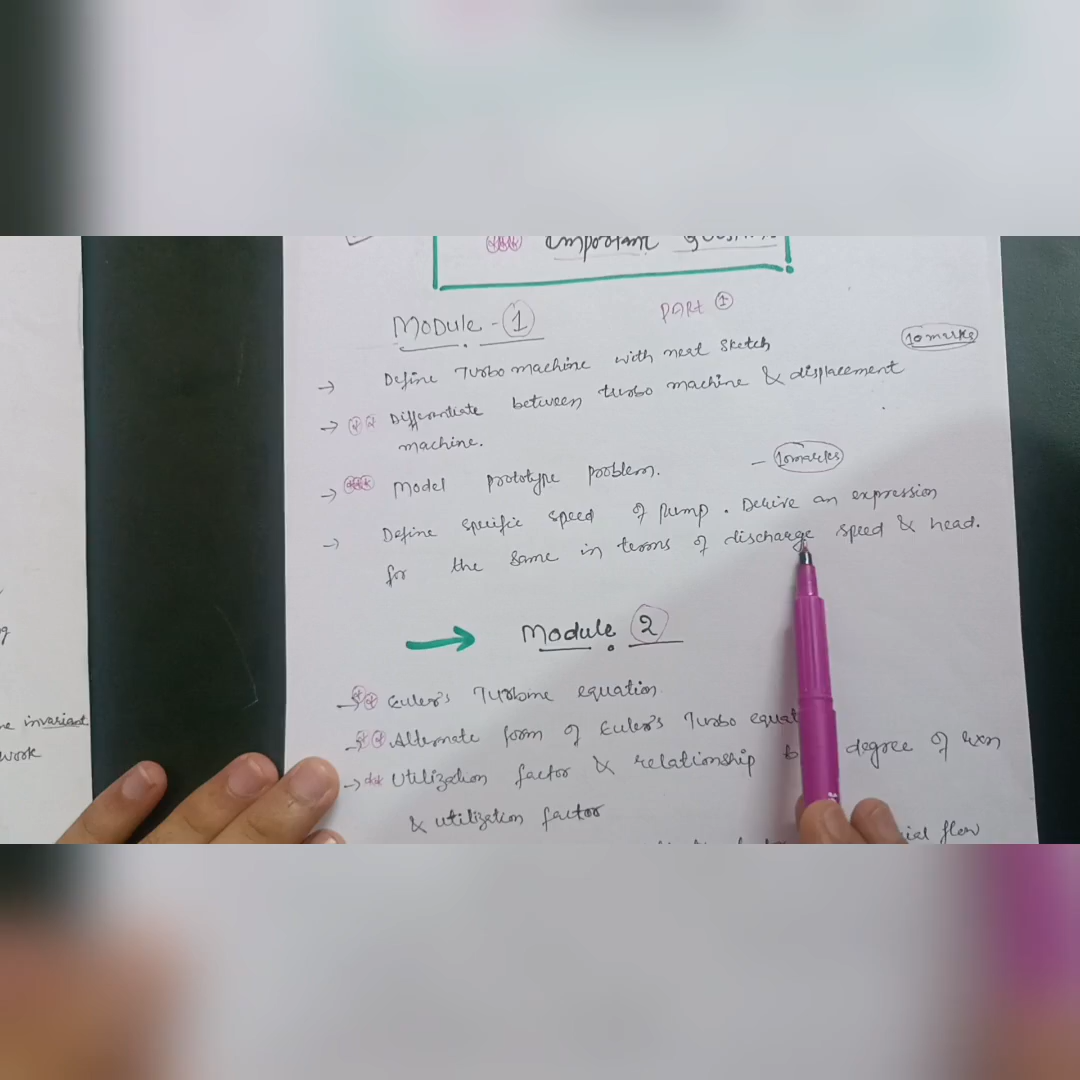 important
Module - 1
PART 1
→ Define Turbo machine with neat sketch
10 marks
→ Differentiate between turbo machine & displacement
machine.
→ Model prototype problem. - 10 marks
→ Define specific speed of pump. Derive an expression
for the same in terms of discharge speed & head.
Module 2
→ Euler's Turbine equation
→ Alternate form of Euler's Turbo equat
→ Utilization factor & relationship b degree of rxn
& utilization factor
flow
invariant
work